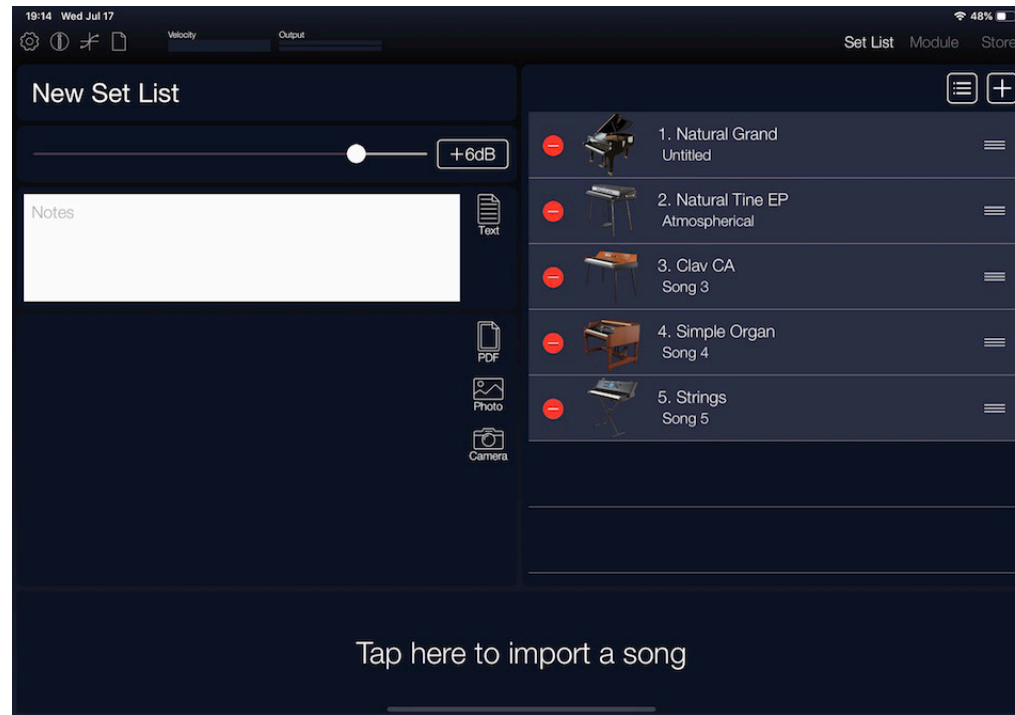 19:14 Wed Jul 17
48%
Velocity
Output
Set List Module Store
New Set List
+6dB
Notes
Text
PDF
Photo
Camera
1. Natural Grand
Untitled
2. Natural Tine EP
Atmospherical
3. Clav CA
Song 3
4. Simple Organ
Song 4
5. Strings
Song 5
Tap here to import a song